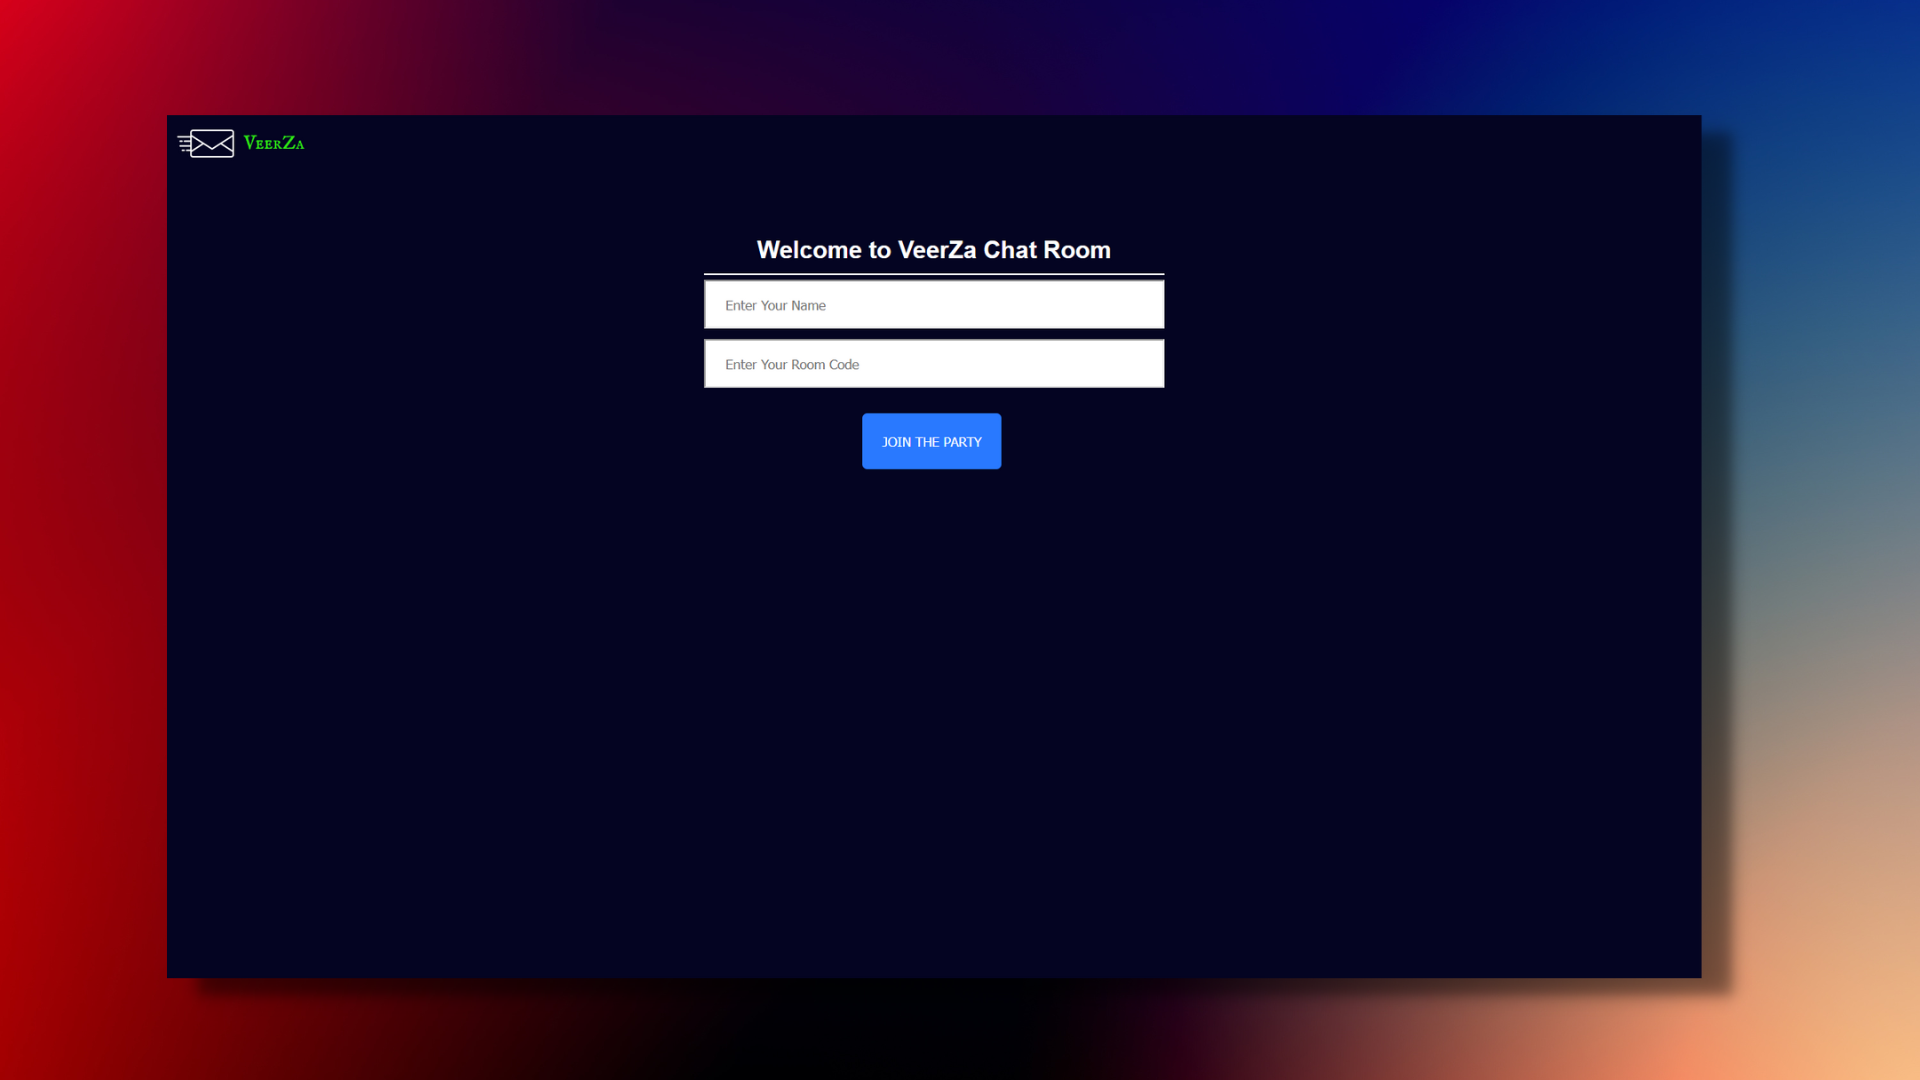 VeerZa
Welcome to VeerZa Chat Room
Enter Your Name
Enter Your Room Code
JOIN THE PARTY